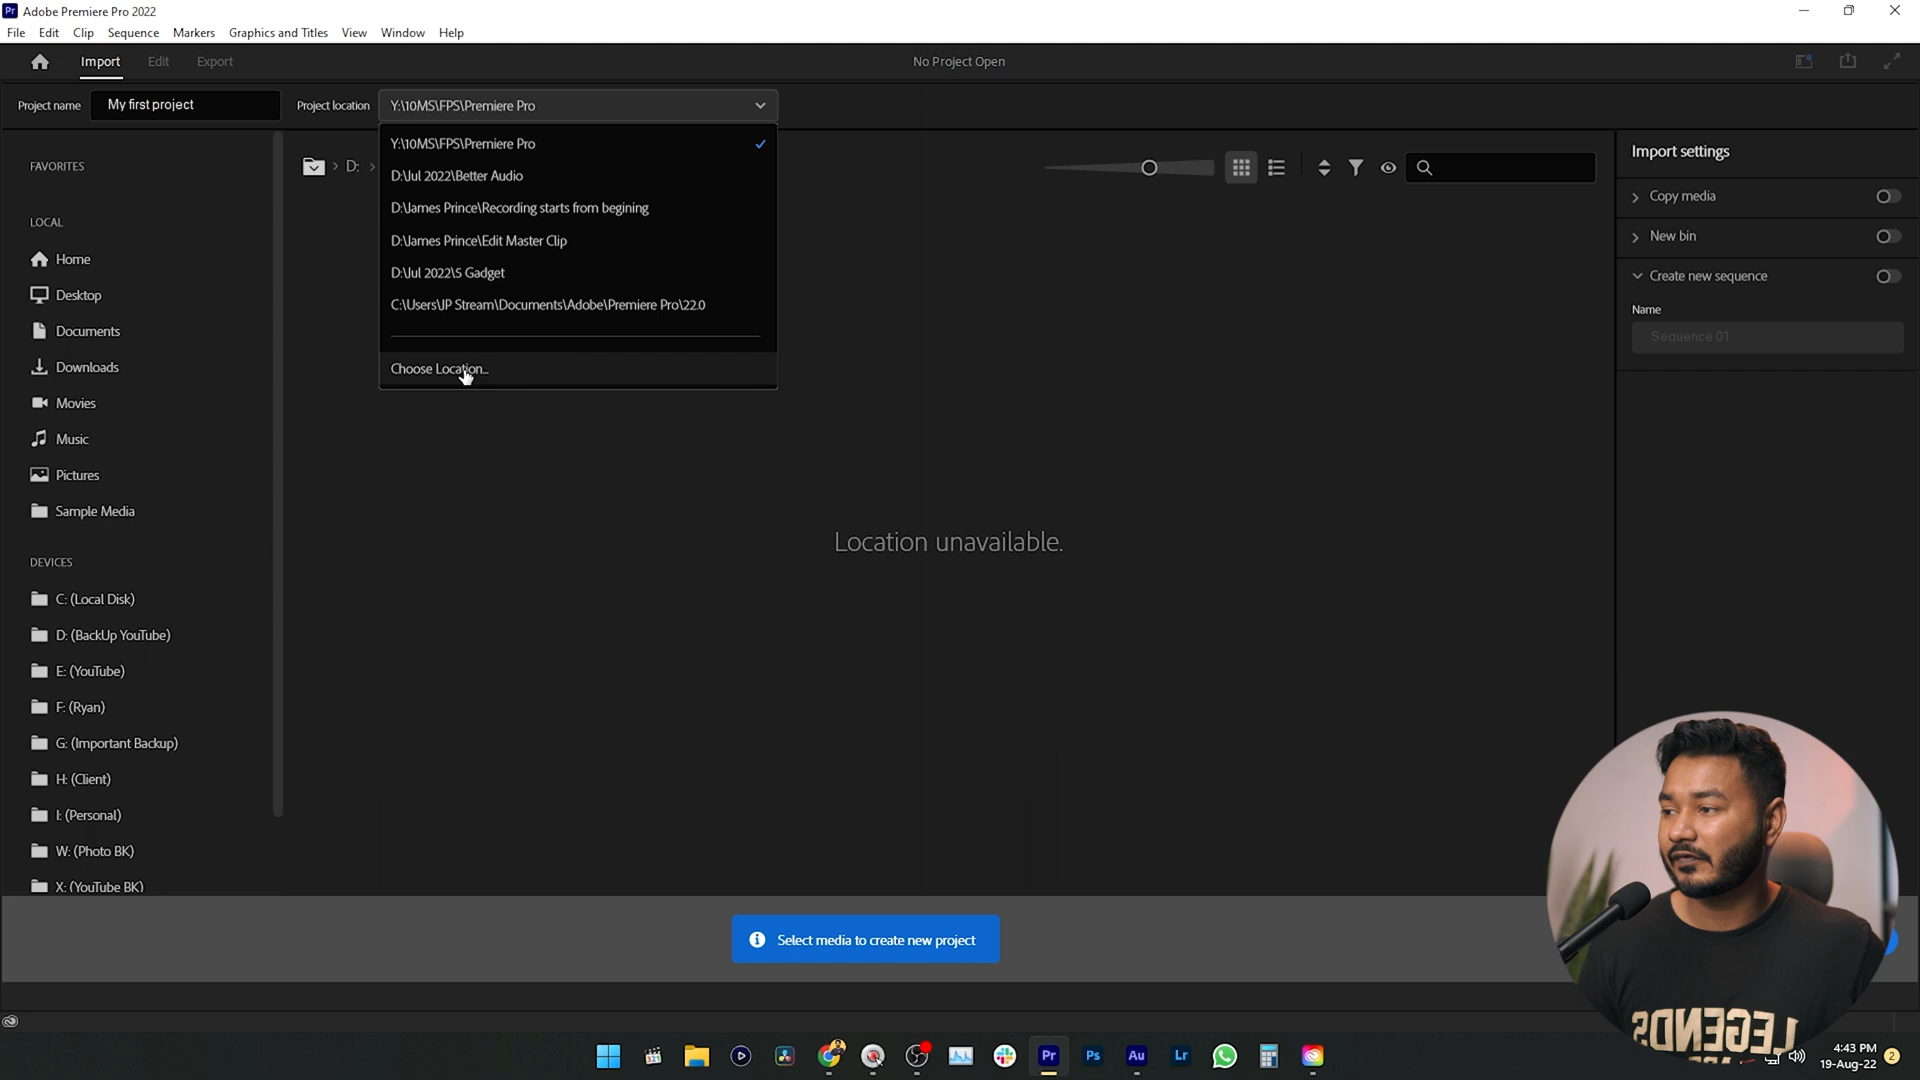 Pr Adobe Premiere Pro 2022
File Edit Clip Sequence Markers Graphics and Titles View Window Help
Import Edit Export No Project Open
Project name My first project Project location Y:\10MS\FPS\Premiere Pro
Y:\10MS\FPS\Premiere Pro
D:\Jul 2022\Better Audio
D:\James Prince\Recording starts from begining
D:\James Prince\Edit Master Clip
D:\Jul 2022\S Gadget
C:\Users\JP Stream\Documents\Adobe\Premiere Pro\22.0
Choose Location...
D:
FAVORITES
LOCAL
Home
Desktop
Documents
Downloads
Movies
Music
Pictures
Sample Media
DEVICES
C: (Local Disk)
D: (BackUp YouTube)
E: (YouTube)
F: (Ryan)
G: (Important Backup)
H: (Client)
I: (Personal)
W: (Photo BK)
X: (YouTube BK)
Location unavailable.
Import settings
Copy media
New bin
Create new sequence
Name
Sequence 01
Select media to create new project
LEGENDS
Pr Ps Au Lr
4:43 PM
19-Aug-22
2